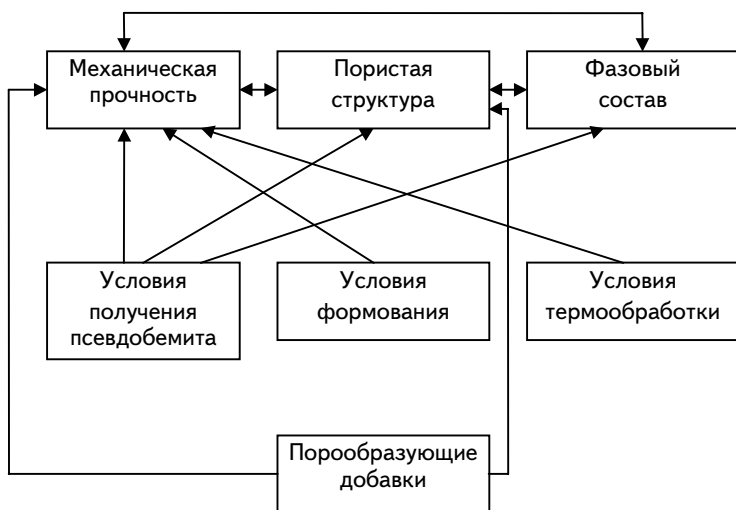 Механическая
прочность
Пористая
структура
Фазовый
состав
Условия
получения
псевдобемита
Условия
формования
Условия
термообработки
Порообразующие
добавки